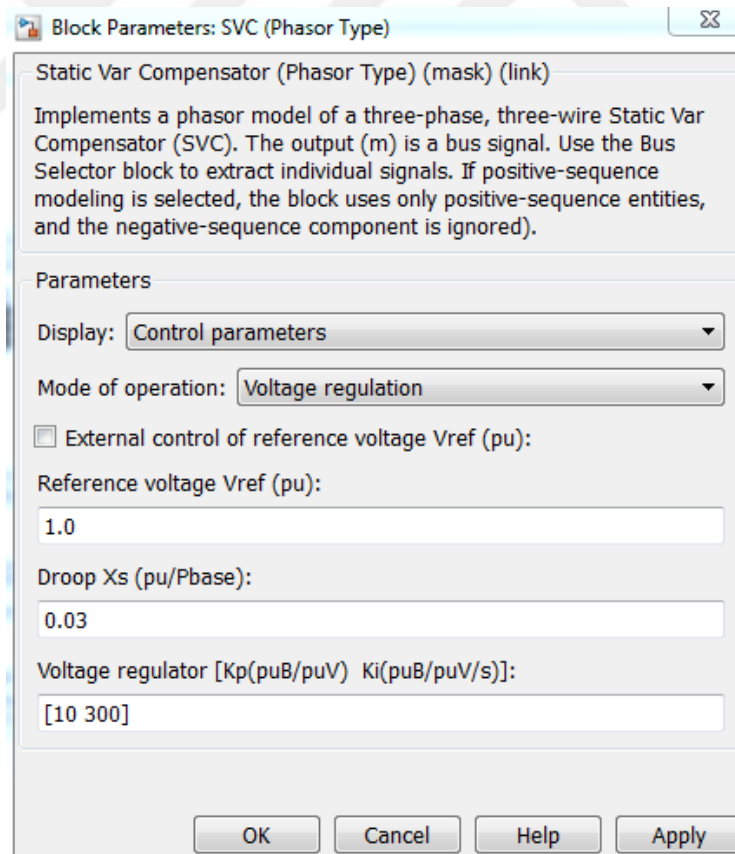 Block Parameters: SVC (Phasor Type)
Static Var Compensator (Phasor Type) (mask) (link)
Implements a phasor model of a three-phase, three-wire Static Var
Compensator (SVC). The output (m) is a bus signal. Use the Bus
Selector block to extract individual signals. If positive-sequence
modeling is selected, the block uses only positive-sequence entities,
and the negative-sequence component is ignored).
Parameters
Display: Control parameters
Mode of operation: Voltage regulation
External control of reference voltage Vref (pu):
Reference voltage Vref (pu):
1.0
Droop Xs (pu/Pbase):
0.03
Voltage regulator [Kp(puB/puV) Ki(puB/puV/s)]:
[10 300]
OK Cancel Help Apply